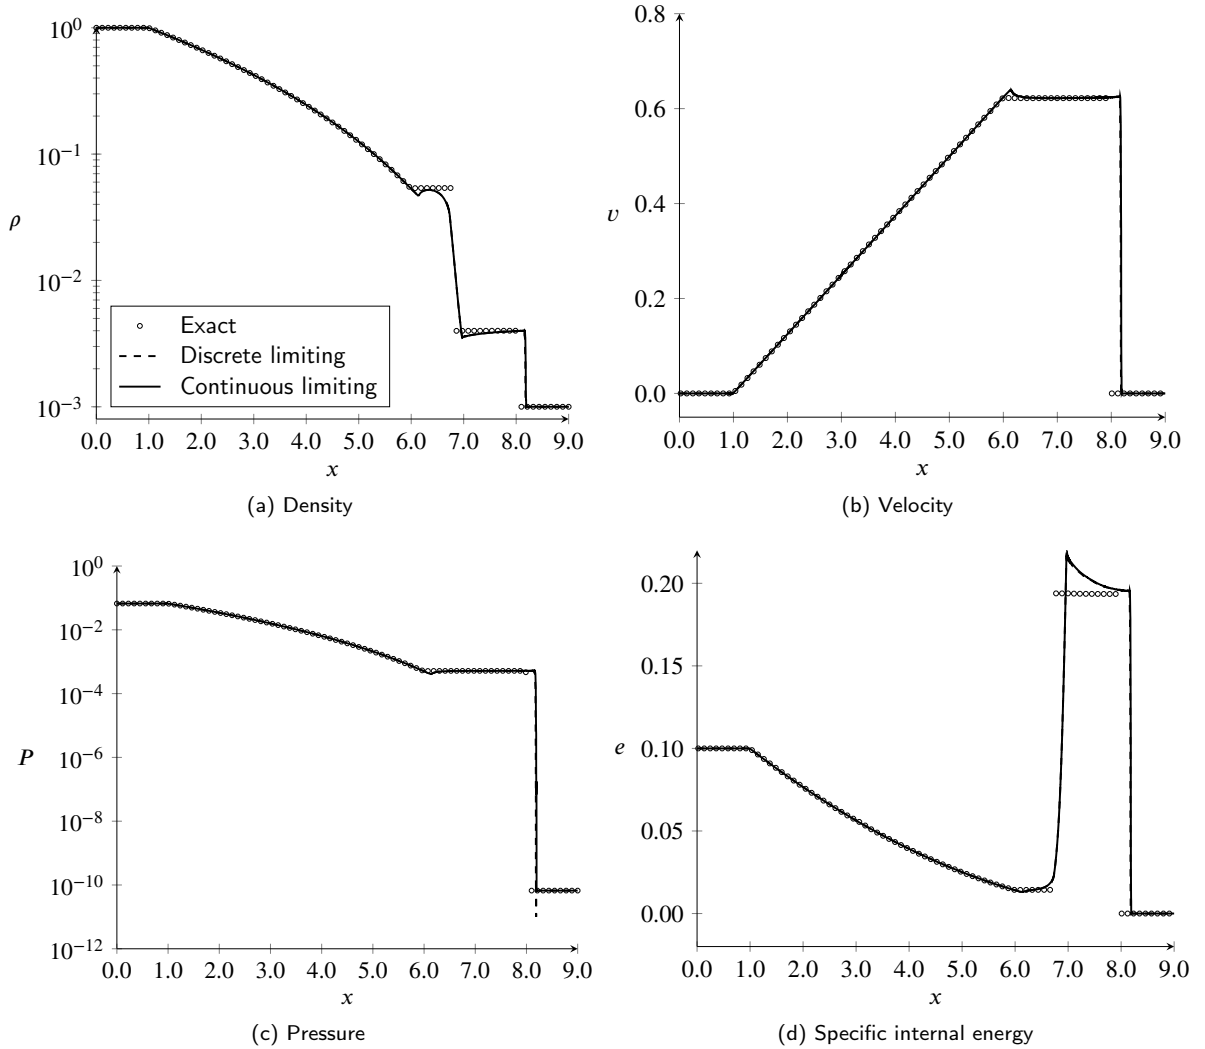 10^0
10^−1
10^−2
10^−3
ρ
Exact
Discrete limiting
Continuous limiting
0.0 1.0 2.0 3.0 4.0 5.0 6.0 7.0 8.0 9.0
x
(a) Density
0.8
0.6
0.4
0.2
0.0
v
0.0 1.0 2.0 3.0 4.0 5.0 6.0 7.0 8.0 9.0
x
(b) Velocity
10^0
10^−2
10^−4
10^−6
10^−8
10^−10
10^−12
P
0.0 1.0 2.0 3.0 4.0 5.0 6.0 7.0 8.0 9.0
x
(c) Pressure
0.20
0.15
0.10
0.05
0.00
e
0.0 1.0 2.0 3.0 4.0 5.0 6.0 7.0 8.0 9.0
x
(d) Specific internal energy